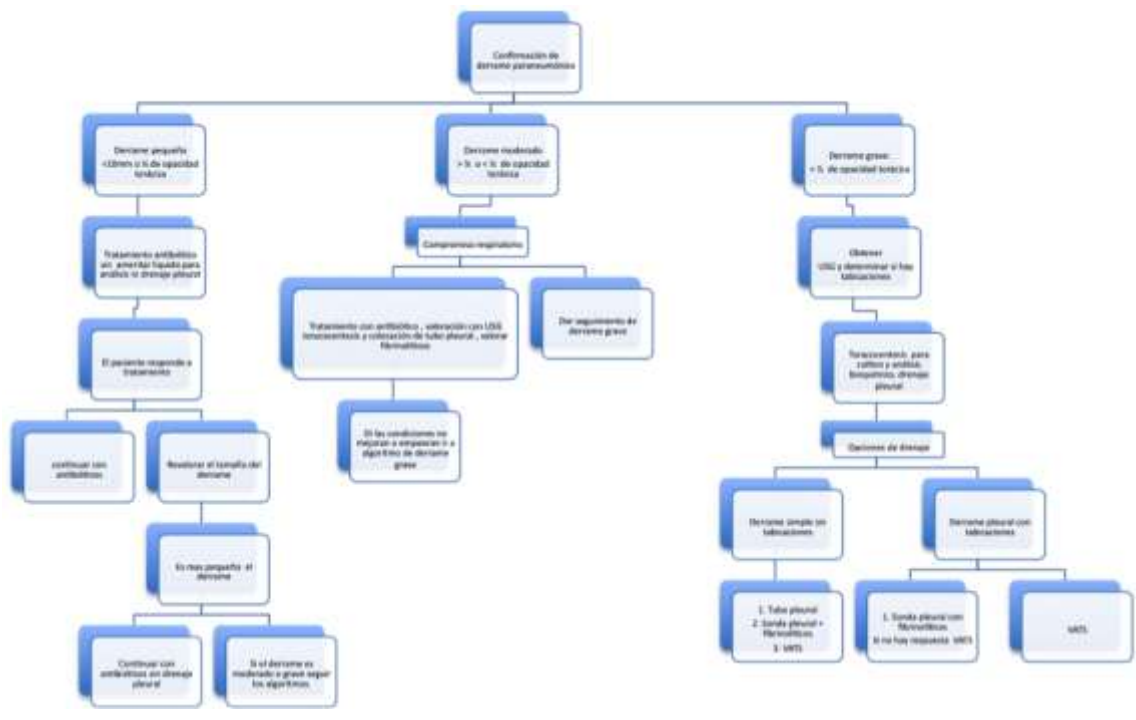 Confirmación de
derrame paraneumónico
Derrame pequeño
<10mm o ¼ de opacidad
torácica
Derrame moderado
> ¼ o < ½ de opacidad
torácica
Derrame grave
> ½ de opacidad torácica
Tratamiento antibiótico
sin ameritar líquido para
análisis ni drenaje pleural
Compromiso respiratorio
Obtener
USG y determinar si hay
tabicaciones
Tratamiento con antibiótico , valoración con USG
toracocentesis y colocación de tubo pleural , valorar
fibrinolíticos
Dar seguimiento de
derrame grave
El paciente responde a
tratamiento
Toracocentesis para
cultivo y análisis,
bioquímico, drenaje
pleural
continuar con
antibióticos
Revalorar el tamaño del
derrame
Si las condiciones no
mejoran o empeoran ir a
algoritmo de derrame
grave
Opciones de drenaje
Derrame simple sin
tabicaciones
Derrame pleural con
tabicaciones
Es mas pequeño el
derrame
1. Tubo pleural
2. Sonda pleural +
fibrinolíticos
3. VATS
1. Sonda pleural con
fibrinolíticos
Si no hay respuesta VATS
VATS
Continuar con
antibióticos sin drenaje
pleural
Si el derrame es
moderado o grave seguir
los algoritmos